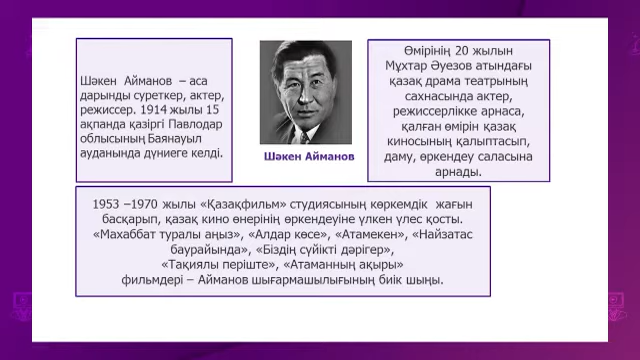 Шәкен Айманов – аса
дарынды суреткер, актер,
режиссер. 1914 жылы 15
ақпанда қазіргі Павлодар
облысының Баянауыл
ауданында дүниеге келді.
Шәкен Айманов
Өмірінің 20 жылын
Мұхтар Әуезов атындағы
қазақ драма театрының
сахнасында актер,
режиссерлікке арнаса,
қалған өмірін қазақ
киносының қалыптасып,
даму, өркендеу саласына
арнады.
1953 –1970 жылы «Қазақфильм» студиясының көркемдік жағын
басқарып, қазақ кино өнерінің өркендеуіне үлкен үлес қосты.
«Махаббат туралы аңыз», «Алдар көсе», «Атамекен», «Найзатас
баурайында», «Біздің сүйікті дәрігер»,
«Тақиялы періште», «Атаманның ақыры»
фильмдері – Айманов шығармашылығының биік шыңы.